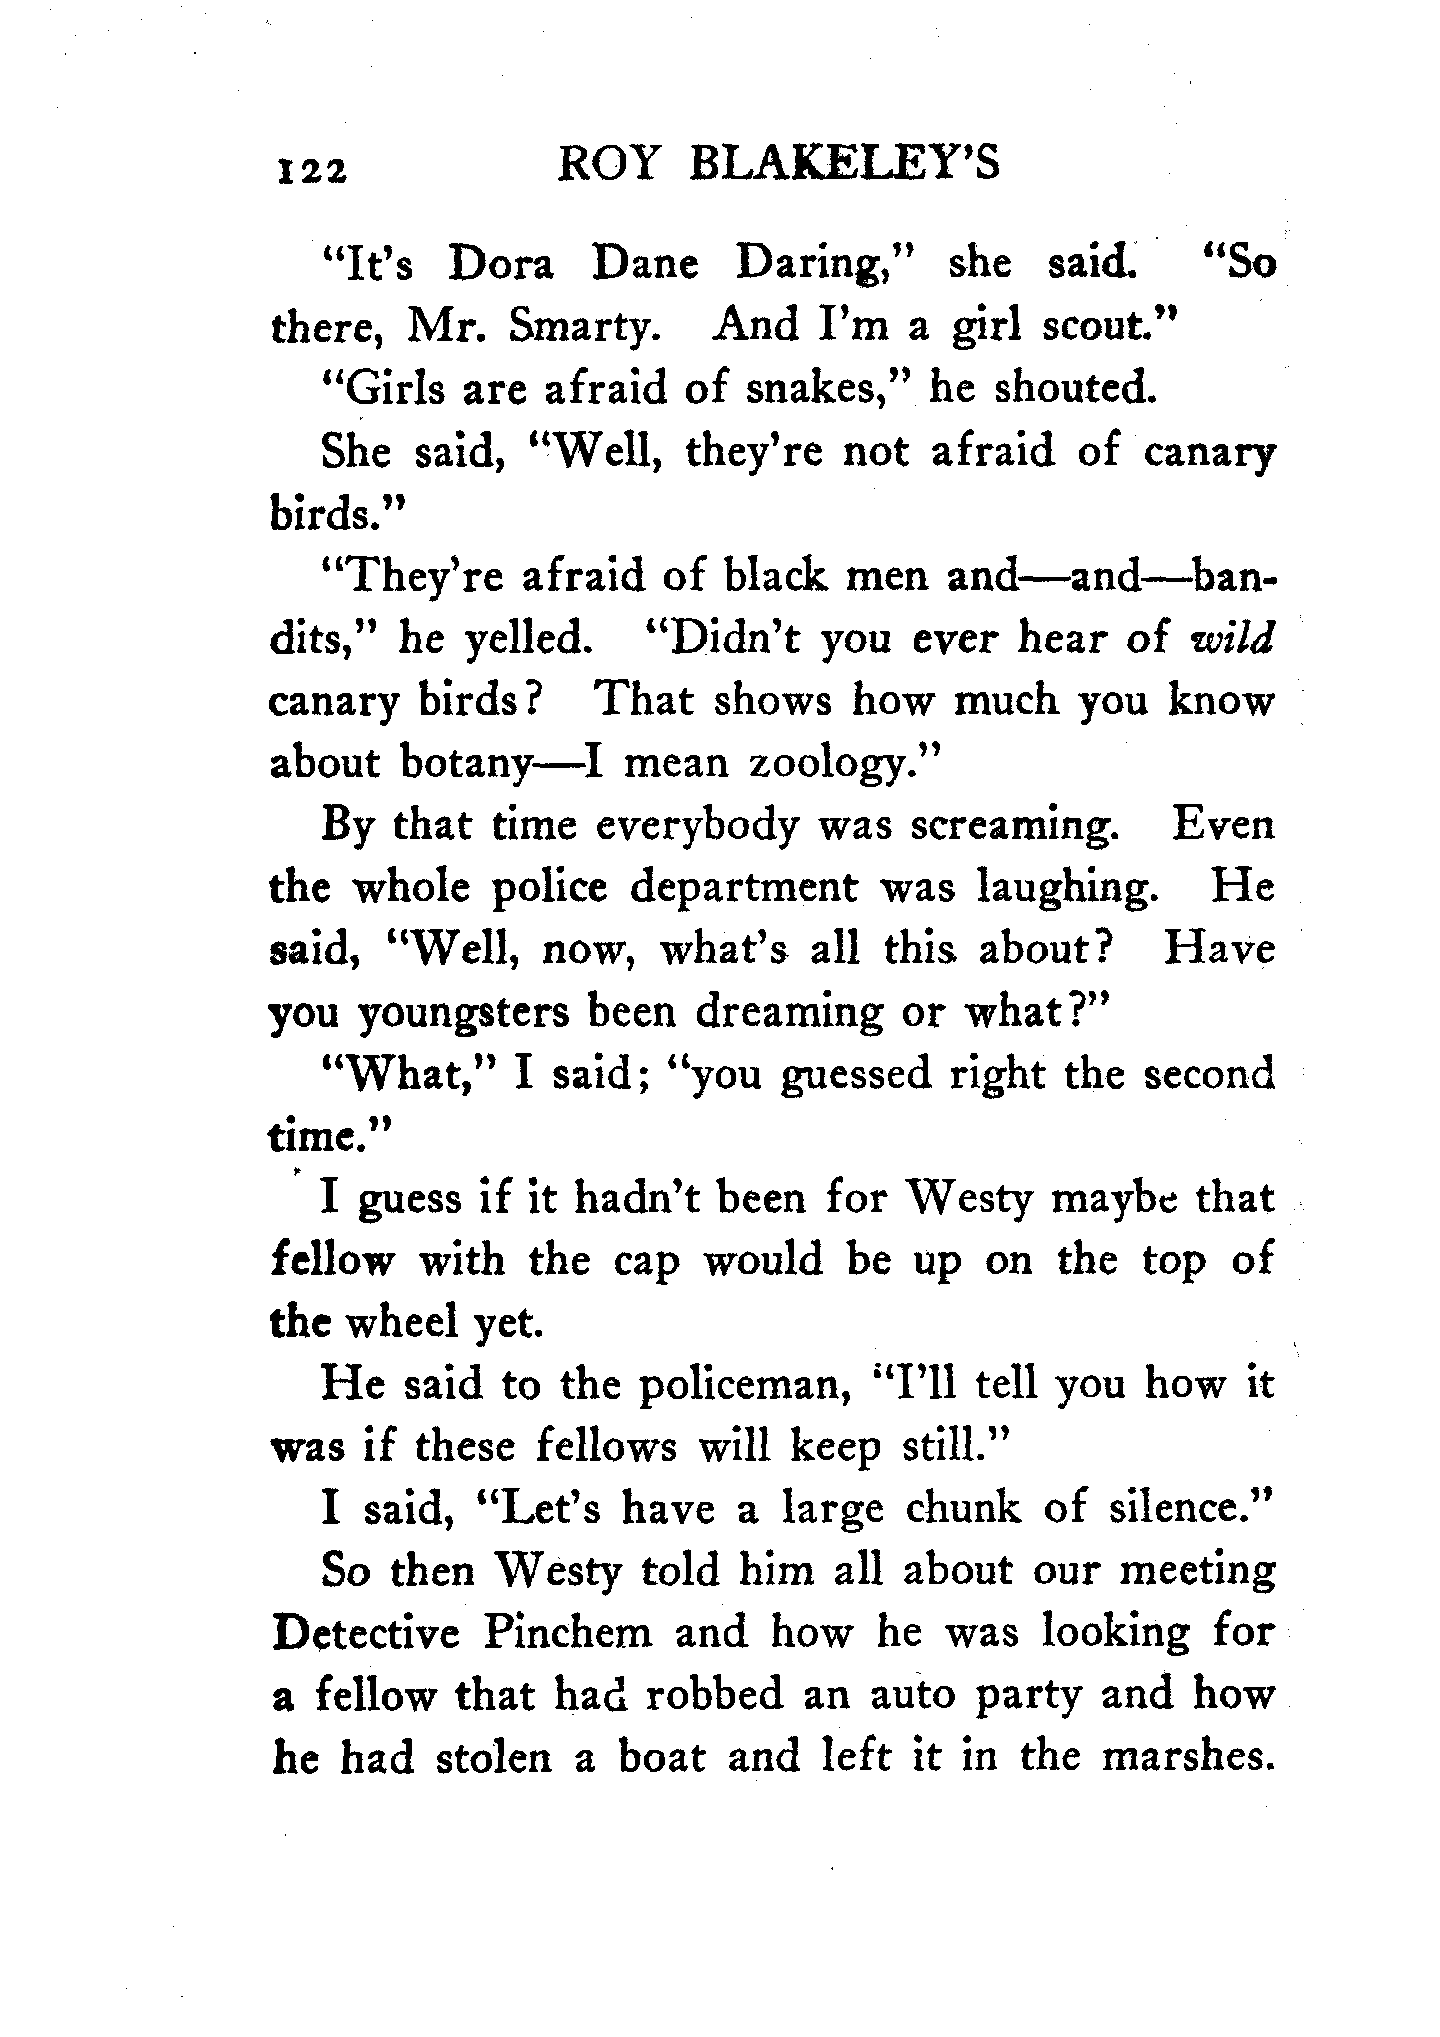 122 ROY BLAKELEY'S
"It's Dora Dane Daring," she said. "So
there, Mr. Smarty. And I'm a girl scout."
"Girls are afraid of snakes," he shouted.
She said, "Well, they're not afraid of canary
birds."
"They're afraid of black men and—and—ban-
dits," he yelled. "Didn't you ever hear of wild
canary birds? That shows how much you know
about botany—I mean zoology."
By that time everybody was screaming. Even
the whole police department was laughing. He
said, "Well, now, what's all this about? Have
you youngsters been dreaming or what?"
"What," I said; "you guessed right the second
time."
I guess if it hadn't been for Westy maybe that
fellow with the cap would be up on the top of
the wheel yet.
He said to the policeman, "I'll tell you how it
was if these fellows will keep still."
I said, "Let's have a large chunk of silence."
So then Westy told him all about our meeting
Detective Pinchem and how he was looking for
a fellow that had robbed an auto party and how
he had stolen a boat and left it in the marshes.